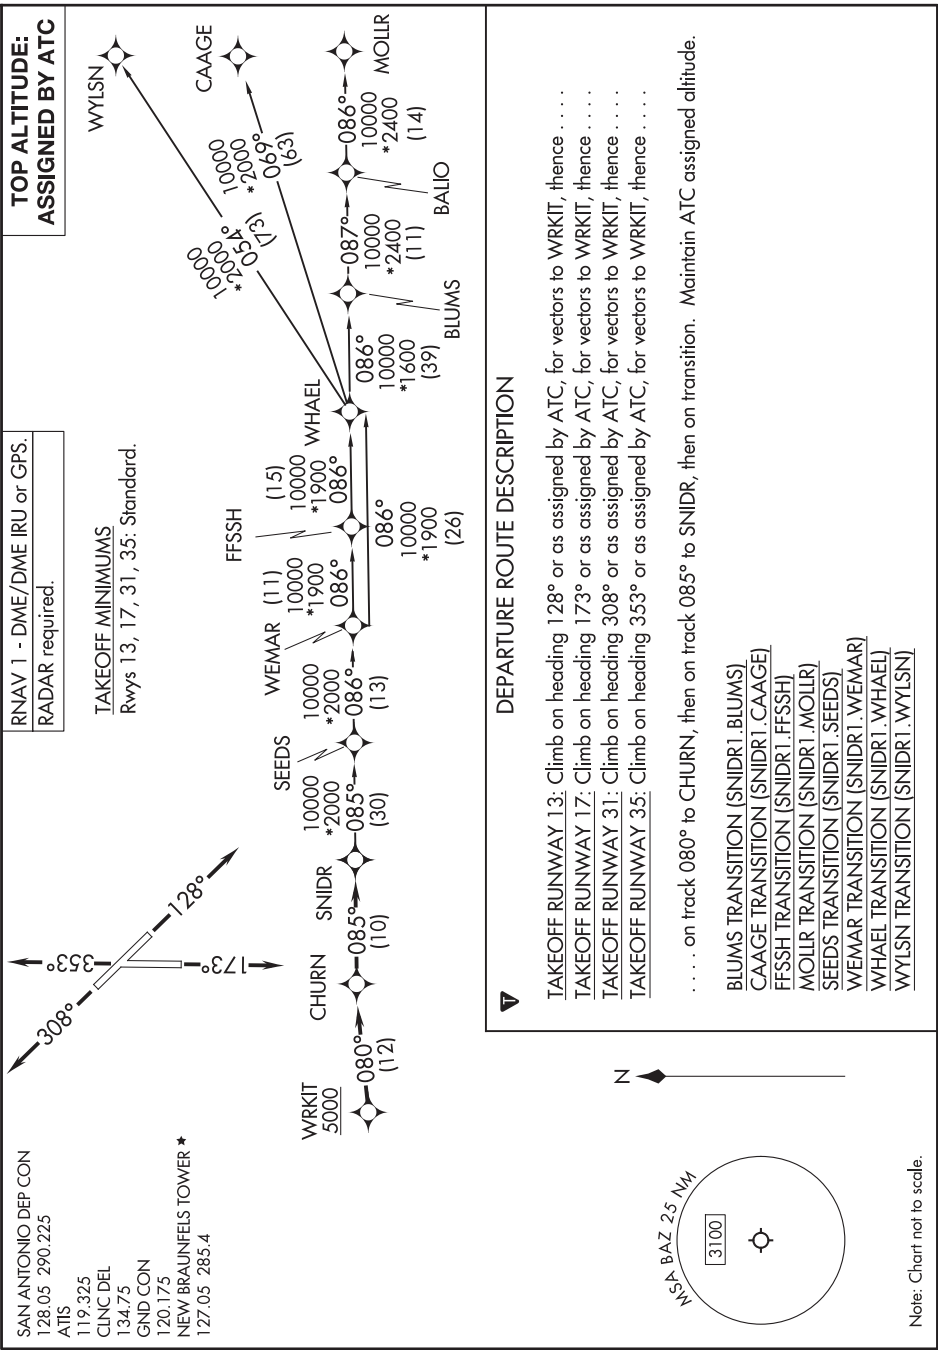 SAN ANTONIO DEP CON
128.05 290.225
ATIS
119.325
CLNC DEL
134.75
GND CON
120.175
NEW BRAUNFELS TOWER ★
127.05 285.4
308°
353°
128°
173°
RNAV 1 - DME/DME IRU or GPS.
RADAR required.
TAKEOFF MINIMUMS
Rwys 13, 17, 31, 35: Standard.
TOP ALTITUDE:
ASSIGNED BY ATC
WRKIT
5000
080°
(12)
CHURN
085°
(10)
SNIDR
10000
*2000
085°
(30)
SEEDS
10000
*2000
086°
(13)
WEMAR
(11)
10000
*1900
086°
FFSSH
(15)
10000
*1900
086°
086°
10000
*1900
(26)
WHAEL
10000
*2000
054°
(73)
WYLSN
10000
*2000
069°
(63)
CAAGE
086°
10000
*1600
(39)
BLUMS
087°
10000
*2400
(11)
BALIO
086°
10000
*2400
(14)
MOLLR
MSA BAZ 25 NM
3100
N
Note: Chart not to scale.
T
DEPARTURE ROUTE DESCRIPTION
TAKEOFF RUNWAY 13: Climb on heading 128° or as assigned by ATC, for vectors to WRKIT, thence . . . .
TAKEOFF RUNWAY 17: Climb on heading 173° or as assigned by ATC, for vectors to WRKIT, thence . . . .
TAKEOFF RUNWAY 31: Climb on heading 308° or as assigned by ATC, for vectors to WRKIT, thence . . . .
TAKEOFF RUNWAY 35: Climb on heading 353° or as assigned by ATC, for vectors to WRKIT, thence . . . .
. . . . on track 080° to CHURN, then on track 085° to SNIDR, then on transition. Maintain ATC assigned altitude.
BLUMS TRANSITION (SNIDR1.BLUMS)
CAAGE TRANSITION (SNIDR1.CAAGE)
FFSSH TRANSITION (SNIDR1.FFSSH)
MOLLR TRANSITION (SNIDR1.MOLLR)
SEEDS TRANSITION (SNIDR1.SEEDS)
WEMAR TRANSITION (SNIDR1.WEMAR)
WHAEL TRANSITION (SNIDR1.WHAEL)
WYLSN TRANSITION (SNIDR1.WYLSN)